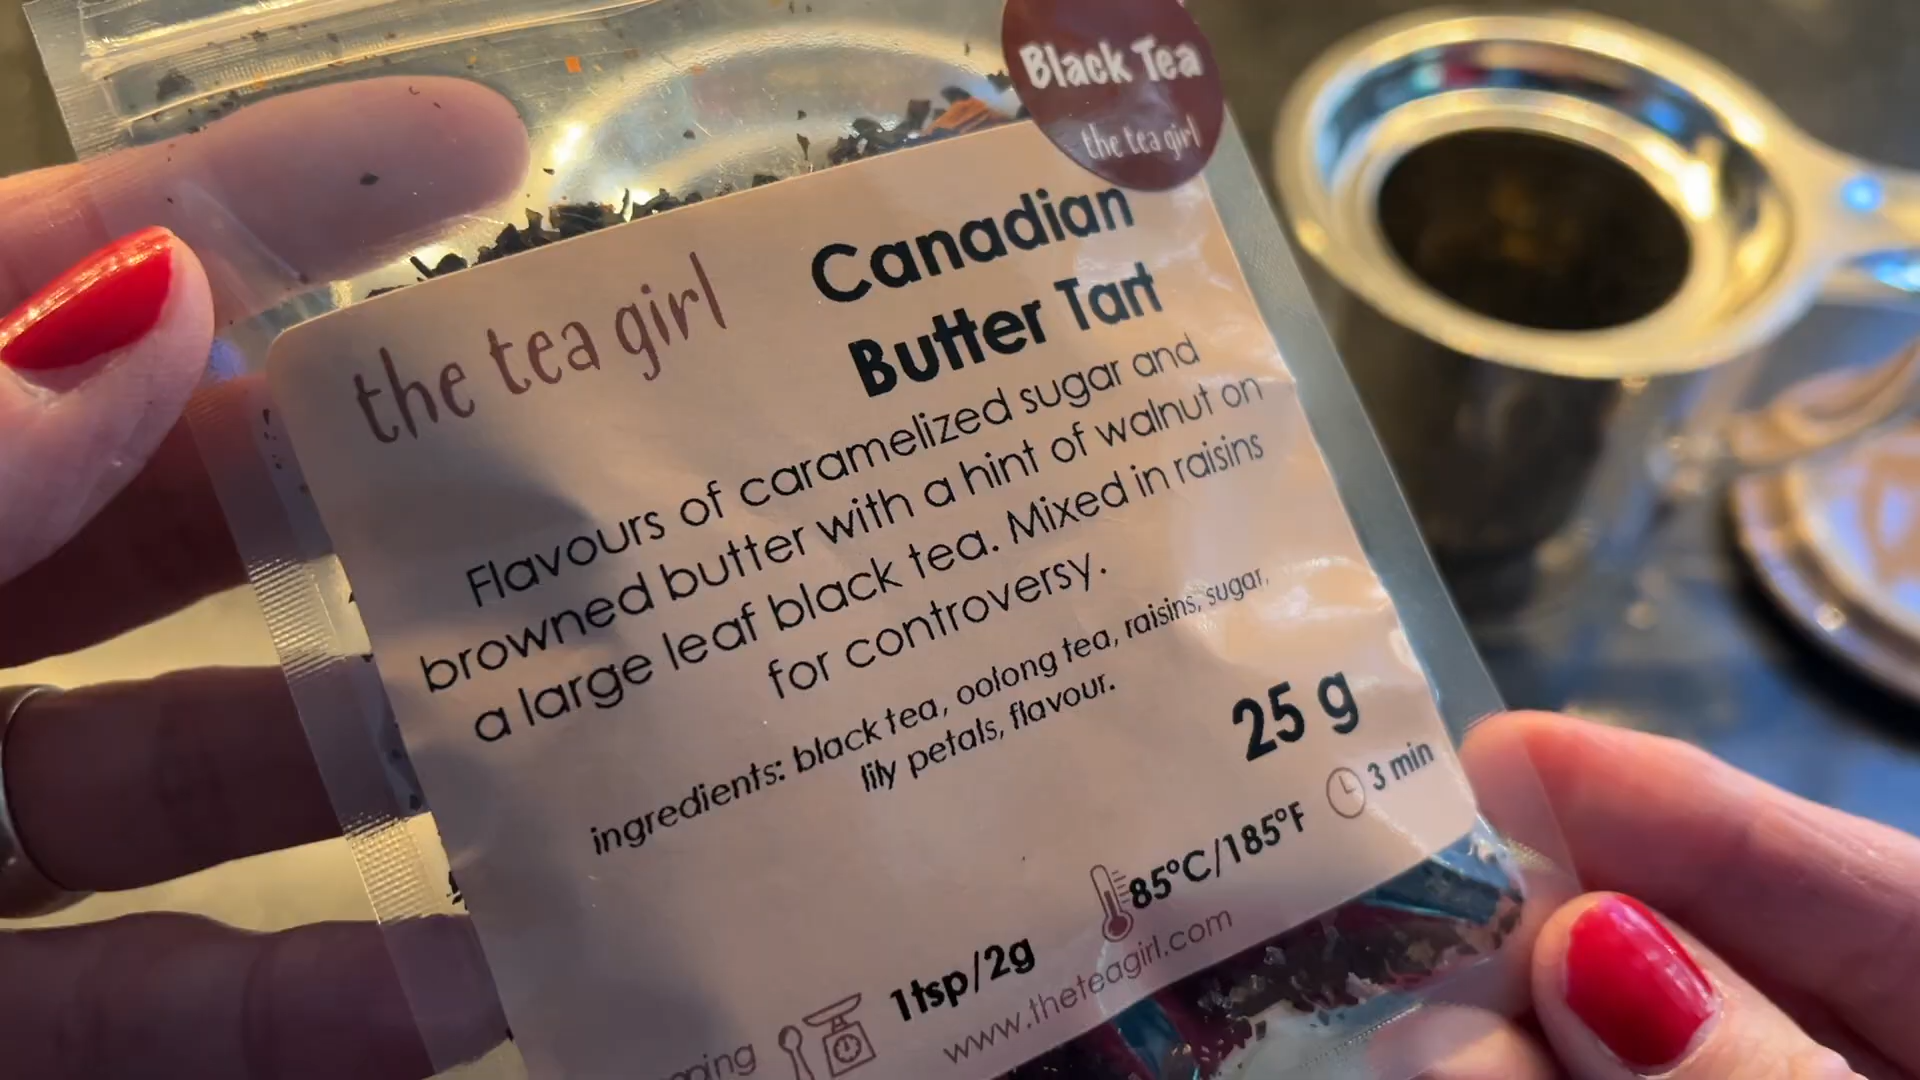 Black Tea
the tea girl
the tea girl
Canadian
Butter Tart
Flavours of caramelized sugar and
browned butter with a hint of walnut on
a large leaf black tea. Mixed in raisins
for controversy.
ingredients: black tea, oolong tea, raisins, sugar,
lily petals, flavour.
25 g
3 min
85°C/185°F
1tsp/2g
www.theteagirl.com